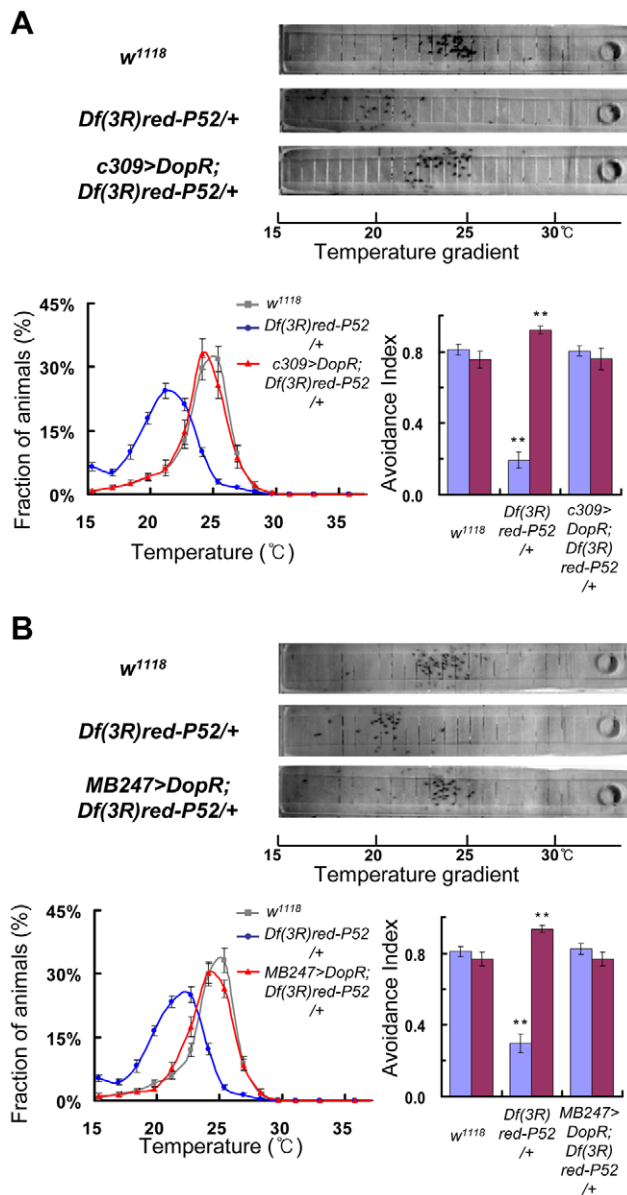 A
w1118
Df(3R)red-P52/+
c309>DopR;
Df(3R)red-P52/+
15 20 25 30℃
Temperature gradient
Fraction of animals (%)
45%
30%
15%
0%
15 20 25 30 35
Temperature (℃)
w1118
Df(3R)red-P52
/+
c309>DopR;
Df(3R)red-P52
/+
Avoidance Index
0.8
0.4
0.0
**
**
w1118
Df(3R)
red-P52
/+
c309>
DopR;
Df(3R)
red-P52
/+
B
w1118
Df(3R)red-P52/+
MB247>DopR;
Df(3R)red-P52/+
15 20 25 30℃
Temperature gradient
Fraction of animals (%)
45%
30%
15%
0%
15 20 25 30 35
Temperature (℃)
w1118
Df(3R)red-P52
/+
MB247>DopR;
Df(3R)red-P52
/+
Avoidance Index
0.8
0.4
0.0
**
**
w1118
Df(3R)
red-P52
/+
MB247>
DopR;
Df(3R)
red-P52
/+